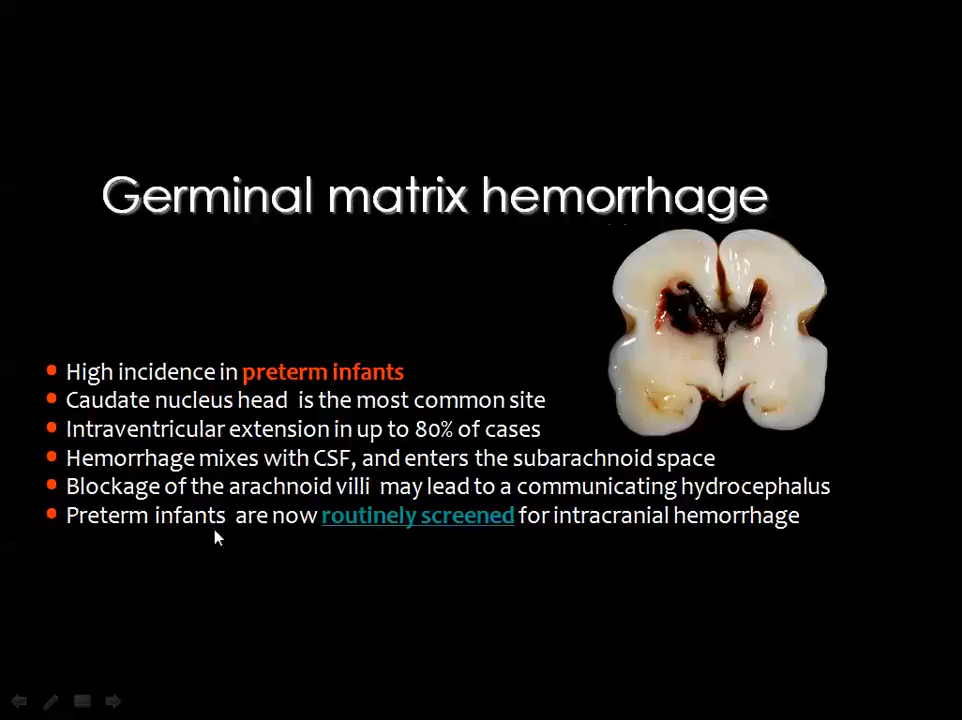 Germinal matrix hemorrhage
High incidence in preterm infants
Caudate nucleus head is the most common site
Intraventricular extension in up to 80% of cases
Hemorrhage mixes with CSF, and enters the subarachnoid space
Blockage of the arachnoid villi may lead to a communicating hydrocephalus
Preterm infants are now routinely screened for intracranial hemorrhage